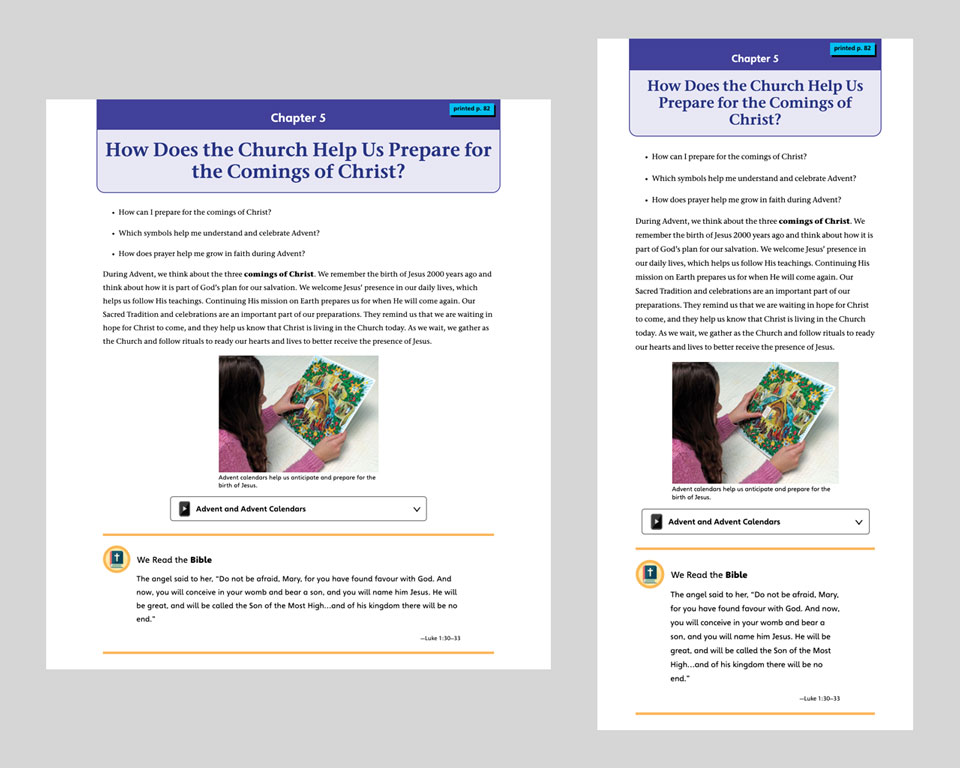 printed p. 82
Chapter 5
How Does the Church Help Us Prepare for
the Comings of Christ?
• How can I prepare for the comings of Christ?
• Which symbols help me understand and celebrate Advent?
• How does prayer help me grow in faith during Advent?
During Advent, we think about the three comings of Christ. We remember the birth of Jesus 2000 years ago and
think about how it is part of God’s plan for our salvation. We welcome Jesus’ presence in our daily lives, which
helps us follow His teachings. Continuing His mission on Earth prepares us for when He will come again. Our
Sacred Tradition and celebrations are an important part of our preparations. They remind us that we are waiting in
hope for Christ to come, and they help us know that Christ is living in the Church today. As we wait, we gather as
the Church and follow rituals to ready our hearts and lives to better receive the presence of Jesus.
Advent calendars help us anticipate and prepare for the
birth of Jesus.
Advent and Advent Calendars
We Read the Bible
The angel said to her, “Do not be afraid, Mary, for you have found favour with God. And
now, you will conceive in your womb and bear a son, and you will name him Jesus. He will
be great, and will be called the Son of the Most High...and of his kingdom there will be no
end.”
—Luke 1:30–33
printed p. 82
Chapter 5
How Does the Church Help Us
Prepare for the Comings of
Christ?
• How can I prepare for the comings of Christ?
• Which symbols help me understand and celebrate Advent?
• How does prayer help me grow in faith during Advent?
During Advent, we think about the three comings of Christ. We
remember the birth of Jesus 2000 years ago and think about how it is
part of God’s plan for our salvation. We welcome Jesus’ presence in
our daily lives, which helps us follow His teachings. Continuing His
mission on Earth prepares us for when He will come again. Our
Sacred Tradition and celebrations are an important part of our
preparations. They remind us that we are waiting in hope for Christ
to come, and they help us know that Christ is living in the Church
today. As we wait, we gather as the Church and follow rituals to ready
our hearts and lives to better receive the presence of Jesus.
Advent calendars help us anticipate and prepare for the
birth of Jesus.
Advent and Advent Calendars
We Read the Bible
The angel said to her, “Do not be afraid, Mary,
for you have found favour with God. And now,
you will conceive in your womb and bear a
son, and you will name him Jesus. He will be
great, and will be called the Son of the Most
High...and of his kingdom there will be no
end.”
—Luke 1:30–33